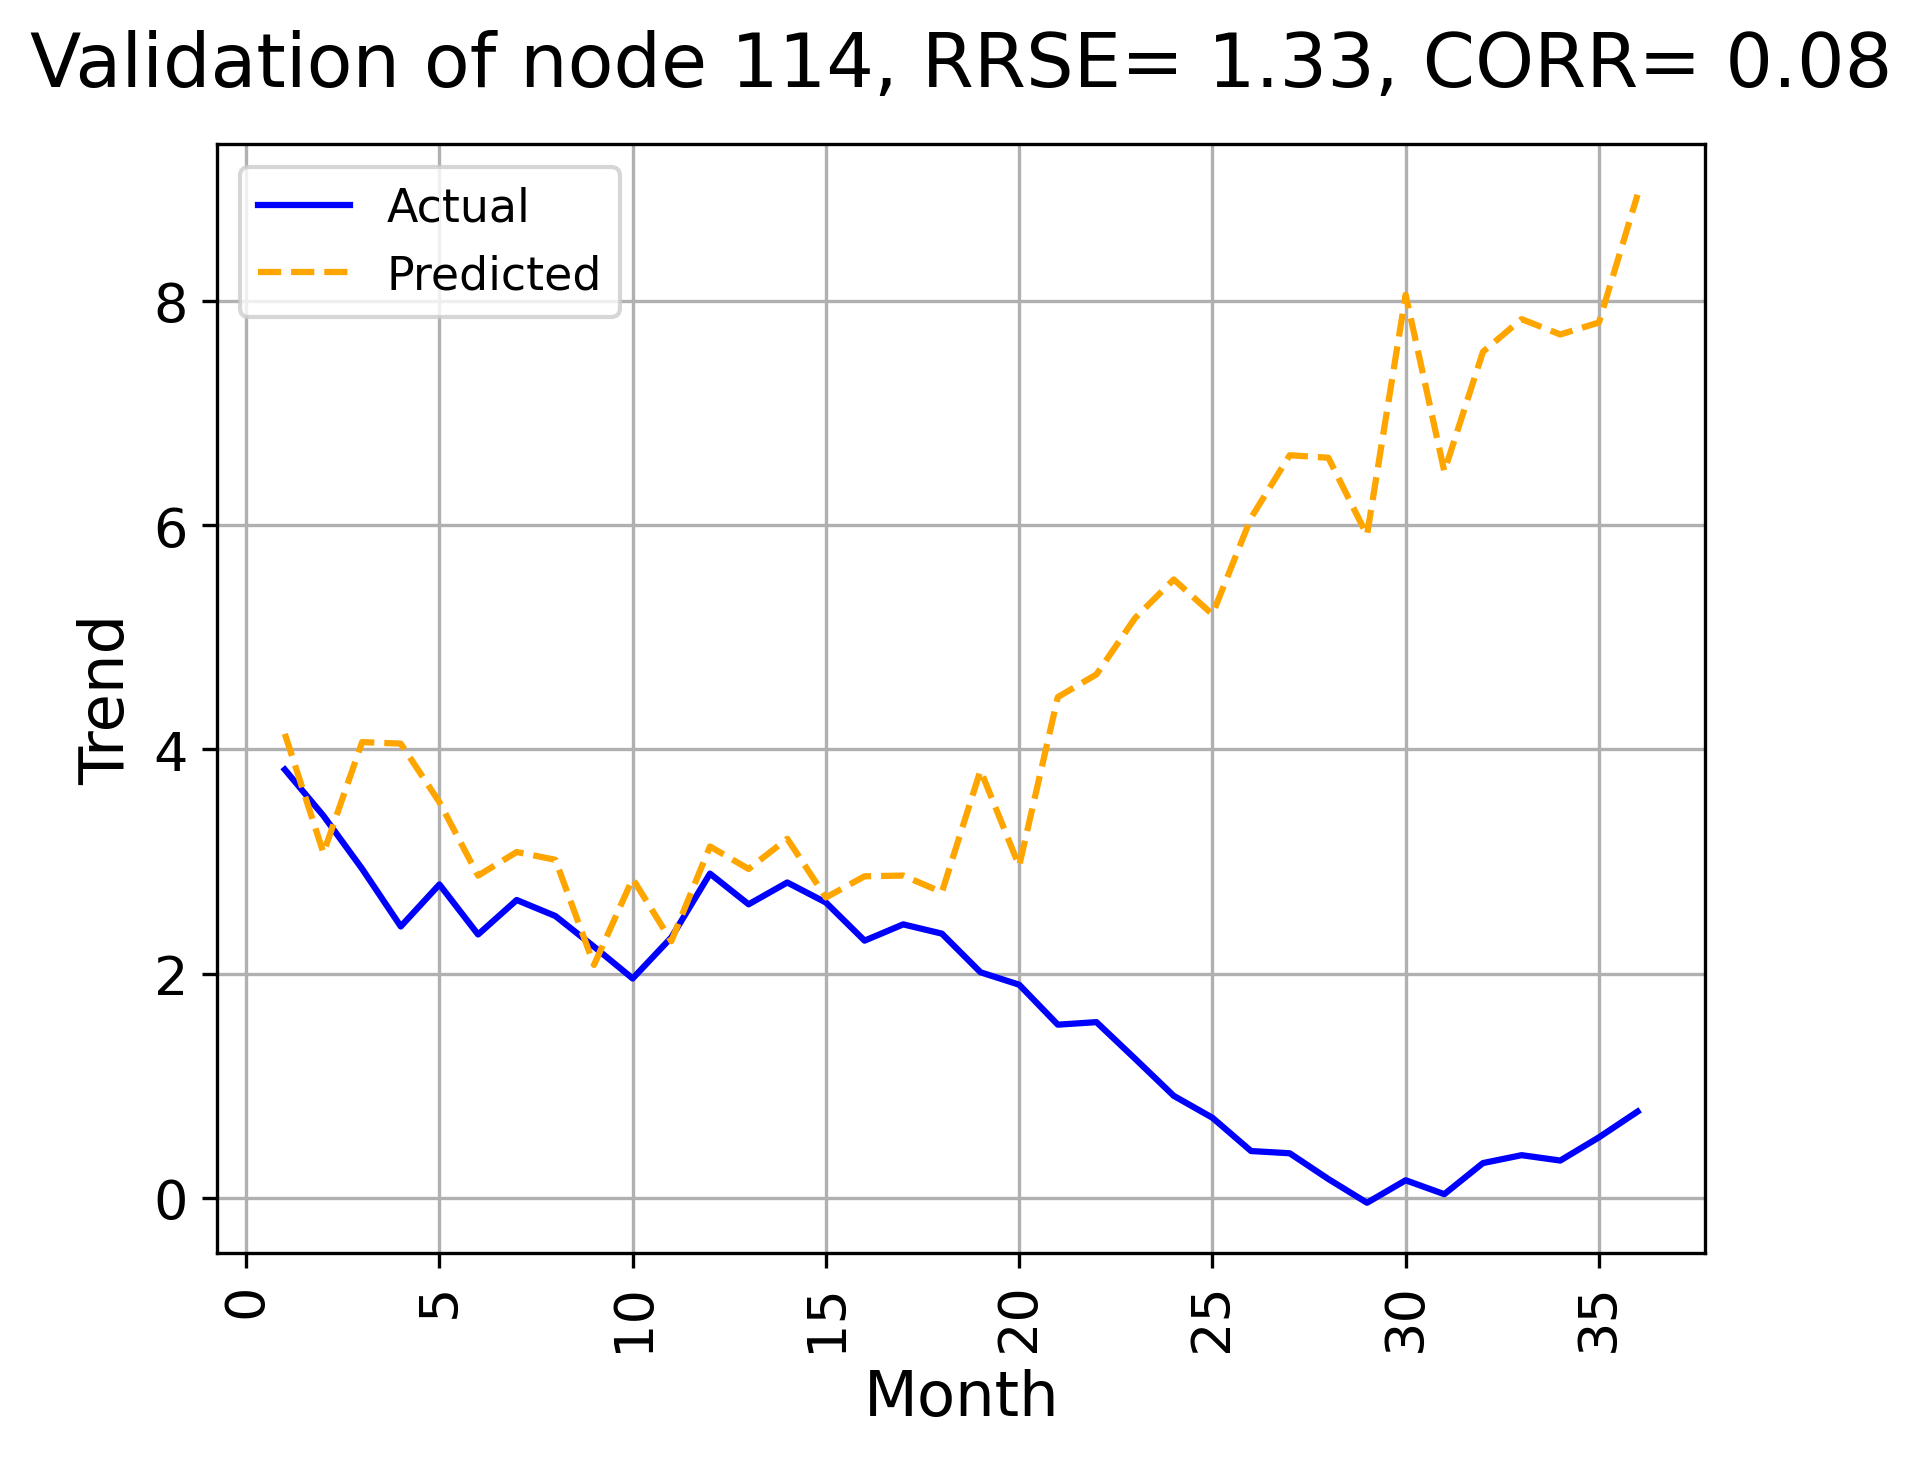 Validation of node 114, RRSE= 1.33, CORR= 0.08
Actual
Predicted
8
6
4
2
0
Trend
0 5 10 15 20 25 30 35
Month